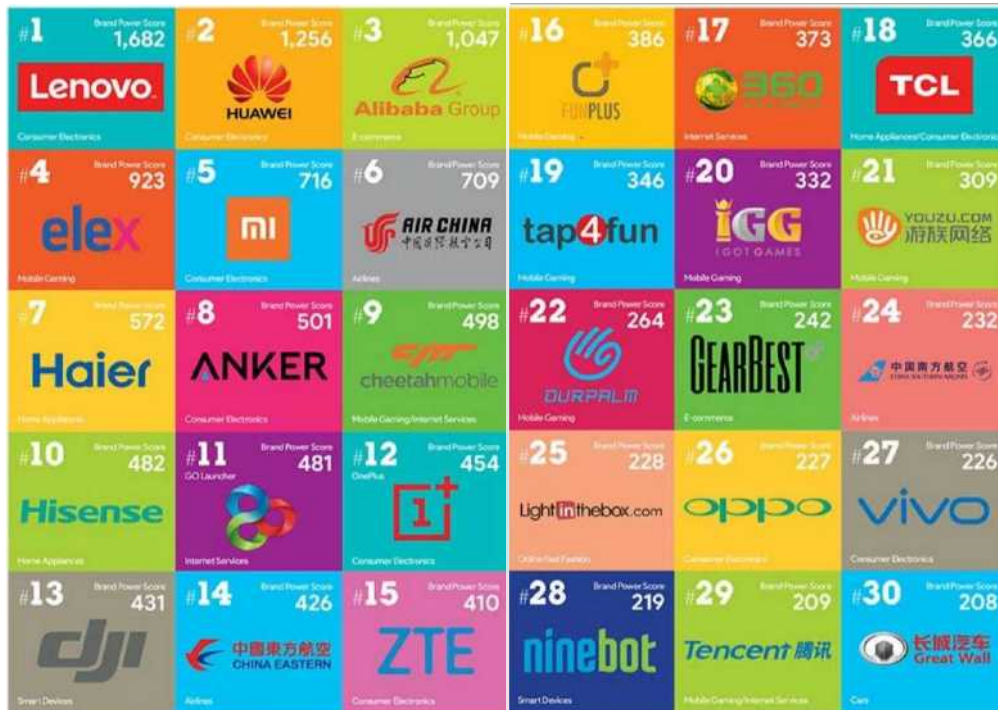 #1
Brand Power Score
1,682
Lenovo
Consumer Electronics
#2
Brand Power Score
1,256
HUAWEI
Consumer Electronics
#3
Brand Power Score
1,047
Alibaba Group
E-commerce
#4
Brand Power Score
923
elex
Mobile Gaming
#5
Brand Power Score
716
MI
Consumer Electronics
#6
Brand Power Score
709
AIR CHINA
中国国际航空公司
Airlines
#7
Brand Power Score
572
Haier
Home Appliances
#8
Brand Power Score
501
ANKER
Consumer Electronics
#9
Brand Power Score
498
cm
cheetahmobile
Mobile Gaming/Internet Services
#10
Brand Power Score
482
Hisense
Home Appliances
#11
Brand Power Score
481
GO Launcher
Internet Services
#12
Brand Power Score
454
OnePlus
1+
Consumer Electronics
#13
Brand Power Score
431
dji
Smart Devices
#14
Brand Power Score
426
中國東方航空
CHINA EASTERN
Airlines
#15
Brand Power Score
410
ZTE
Consumer Electronics
#16
Brand Power Score
386
FUNPLUS
Mobile Gaming
#17
Brand Power Score
373
360
Internet Services
#18
Brand Power Score
366
TCL
Home Appliances/Consumer Electronic
#19
Brand Power Score
346
tap4fun
Mobile Gaming
#20
Brand Power Score
332
IGG
I GOT GAMES
Mobile Gaming
#21
Brand Power Score
309
YOUZU.COM
游族网络
Mobile Gaming
#22
Brand Power Score
264
OURPALM
Mobile Gaming
#23
Brand Power Score
242
GEARBEST
E-commerce
#24
Brand Power Score
232
中国南方航空
CHINA SOUTHERN AIRLINES
Airlines
#25
Brand Power Score
228
Lightinthebox.com
Online Fast Fashion
#26
Brand Power Score
227
oppo
Consumer Electronics
#27
Brand Power Score
226
vivo
Consumer Electronics
#28
Brand Power Score
219
ninebot
Smart Devices
#29
Brand Power Score
209
Tencent 腾讯
Mobile Gaming/Internet Services
#30
Brand Power Score
208
长城汽车
Great Wall
Cars